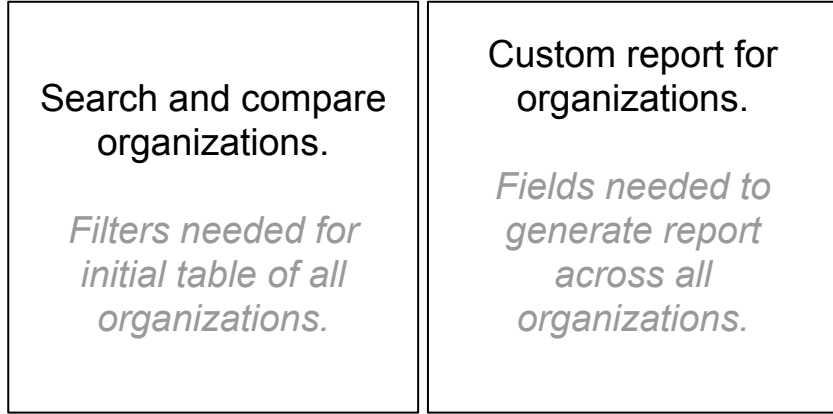 Search and compare
organizations.
Filters needed for
initial table of all
organizations.
Custom report for
organizations.
Fields needed to
generate report
across all
organizations.